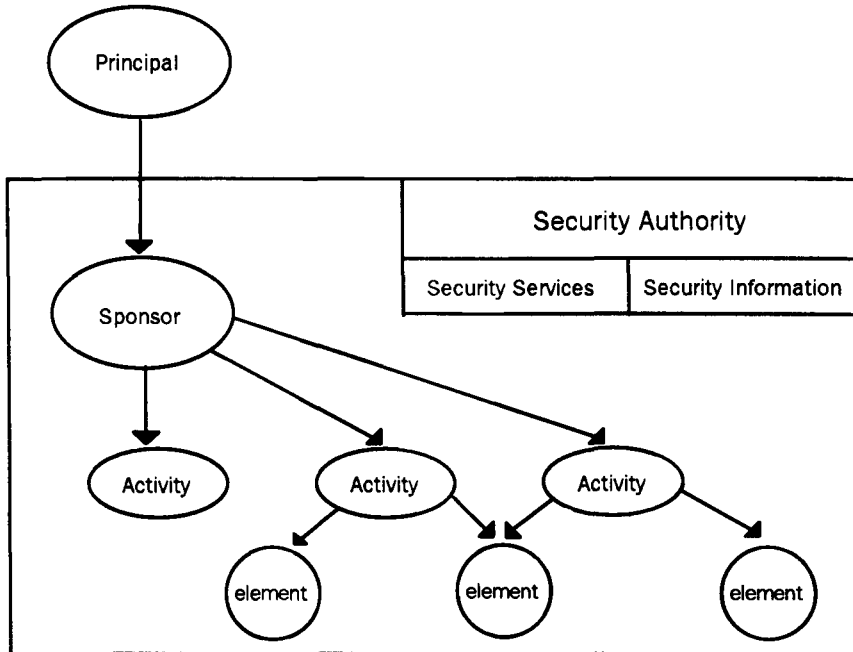 Principal
Security Authority
Security Services
Security Information
Sponsor
Activity
Activity
Activity
element
element
element